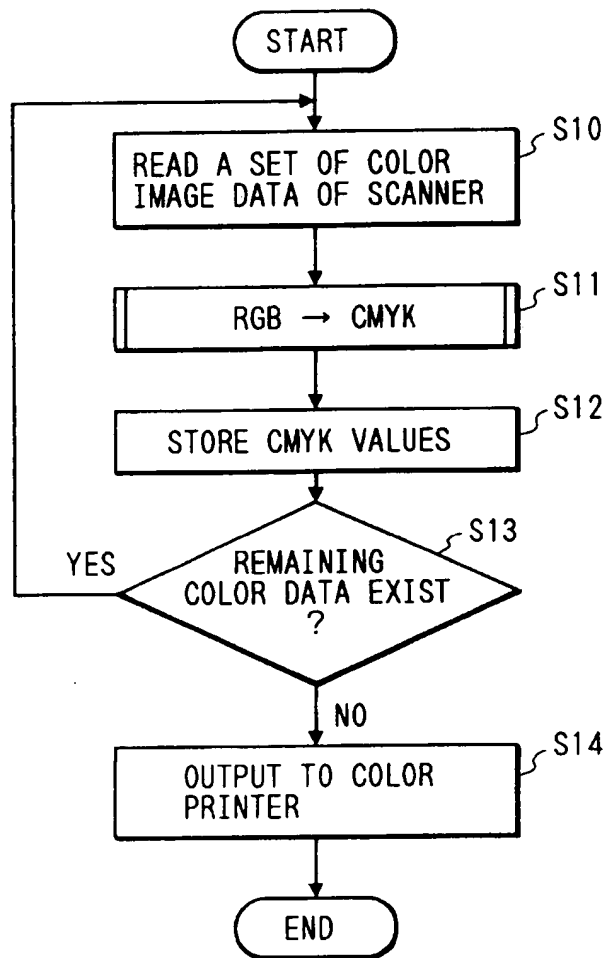 START
S10
READ A SET OF COLOR
IMAGE DATA OF SCANNER
S11
RGB → CMYK
S12
STORE CMYK VALUES
S13
YES
REMAINING
COLOR DATA EXIST
?
NO
S14
OUTPUT TO COLOR
PRINTER
END